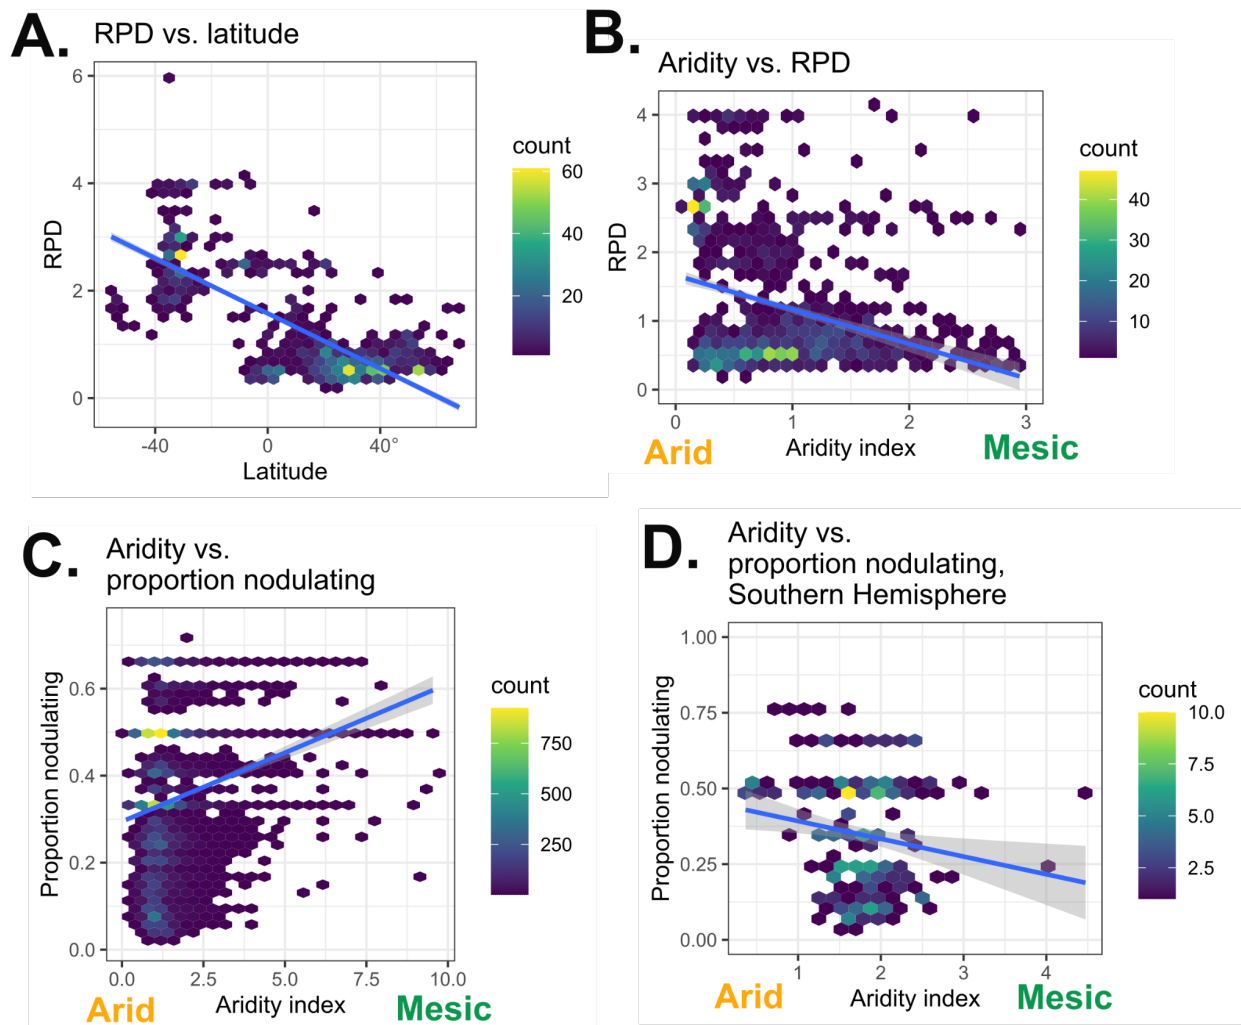 A.
RPD vs. latitude
6
4
2
0
RPD
-40
0
40°
Latitude
count
60
40
20
B.
Aridity vs. RPD
4
3
2
1
0
RPD
0
1
2
3
Arid
Aridity index
Mesic
count
40
30
20
10
C.
Aridity vs.
proportion nodulating
0.6
0.4
0.2
0.0
Proportion nodulating
0.0
2.5
5.0
7.5
10.0
Arid
Aridity index
Mesic
count
750
500
250
D.
Aridity vs.
proportion nodulating,
Southern Hemisphere
1.00
0.75
0.50
0.25
0.00
Proportion nodulating
1
2
3
4
Arid
Aridity index
Mesic
count
10.0
7.5
5.0
2.5